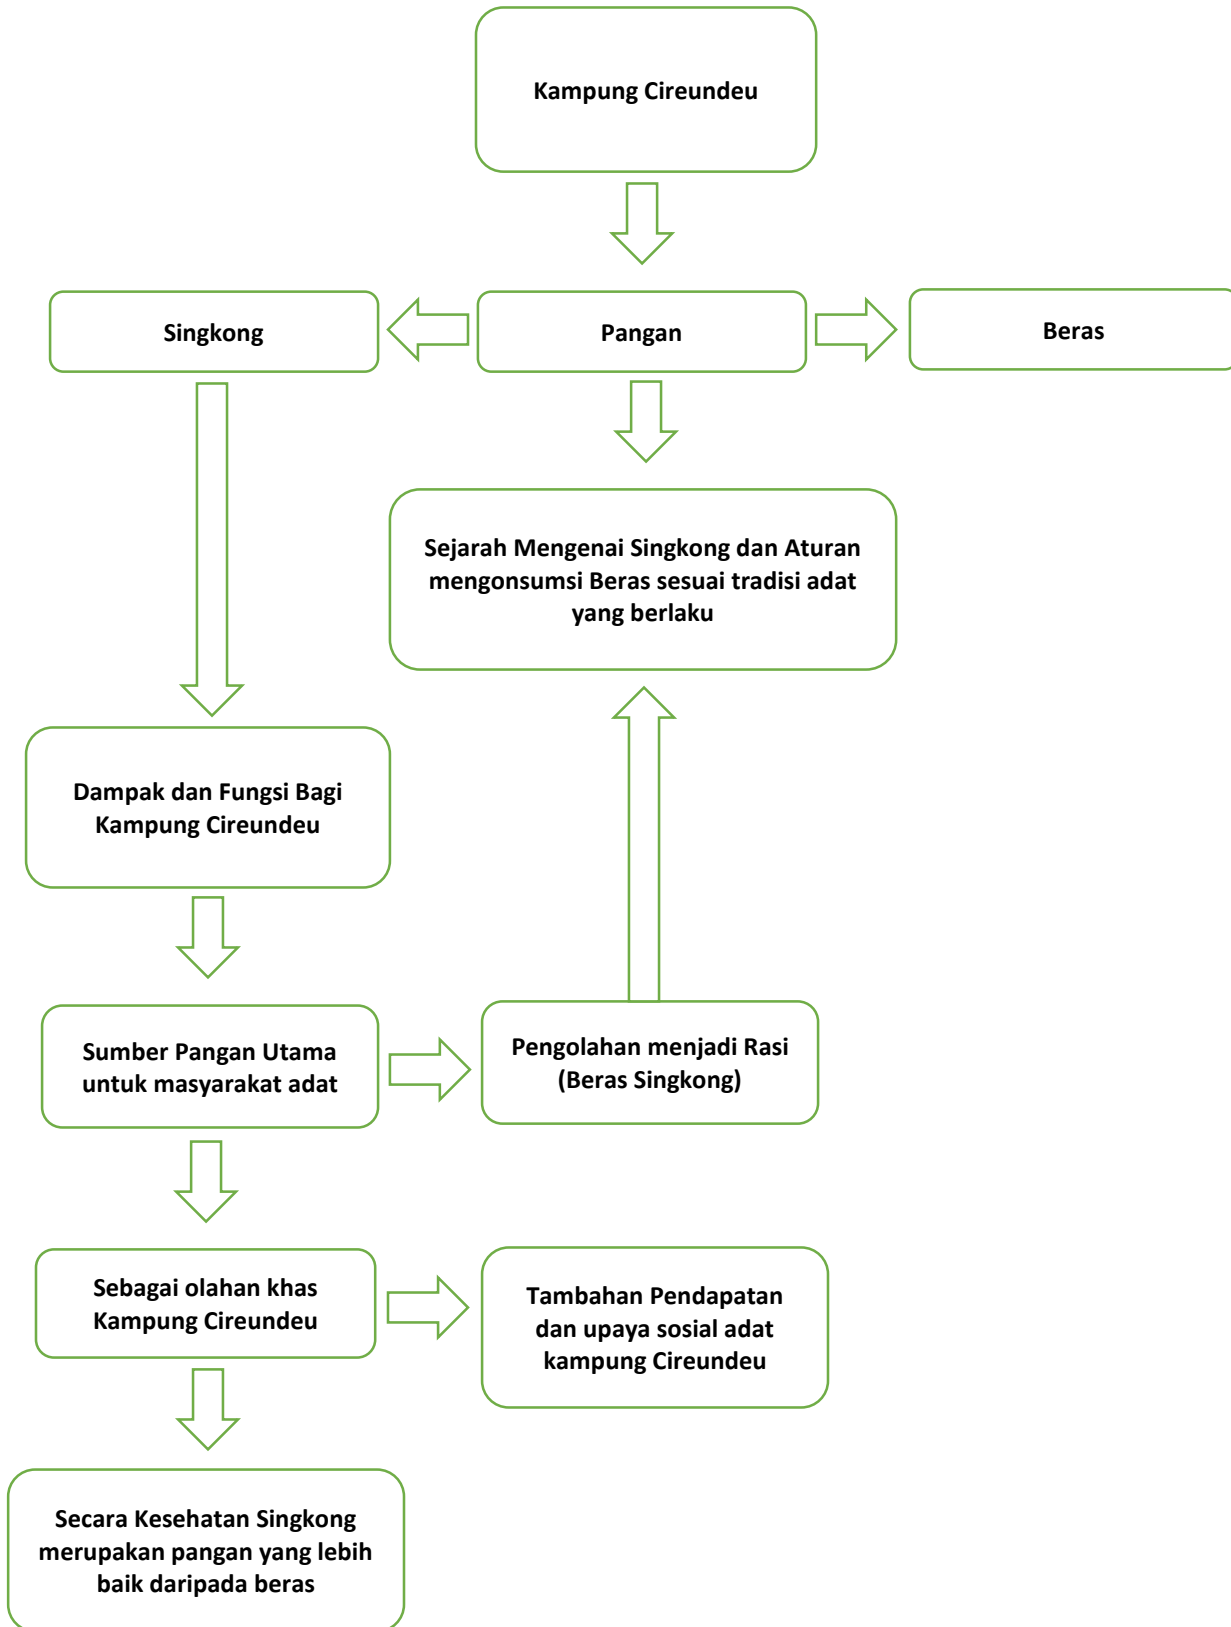 Kampung Cireundeu
Singkong
Pangan
Beras
Sejarah Mengenai Singkong dan Aturan
mengonsumsi Beras sesuai tradisi adat
yang berlaku
Dampak dan Fungsi Bagi
Kampung Cireundeu
Sumber Pangan Utama
untuk masyarakat adat
Pengolahan menjadi Rasi
(Beras Singkong)
Sebagai olahan khas
Kampung Cireundeu
Tambahan Pendapatan
dan upaya sosial adat
kampung Cireundeu
Secara Kesehatan Singkong
merupakan pangan yang lebih
baik daripada beras